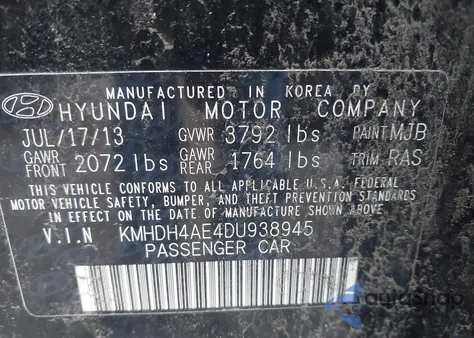 MANUFACTURED IN KOREA BY
HYUNDAI MOTOR COMPANY
JUL/17/13 GVWR 3792 lbs PAINT MJB
GAWR FRONT 2072 lbs GAWR REAR 1764 lbs TRIM RAS
THIS VEHICLE CONFORMS TO ALL APPLICABLE U.S.A. FEDERAL
MOTOR VEHICLE SAFETY, BUMPER, AND THEFT PREVENTION STANDARDS
IN EFFECT ON THE DATE OF MANUFACTURE SHOWN ABOVE.
V.I.N KMHDH4AE4DU938945
PASSENGER CAR
autosnap